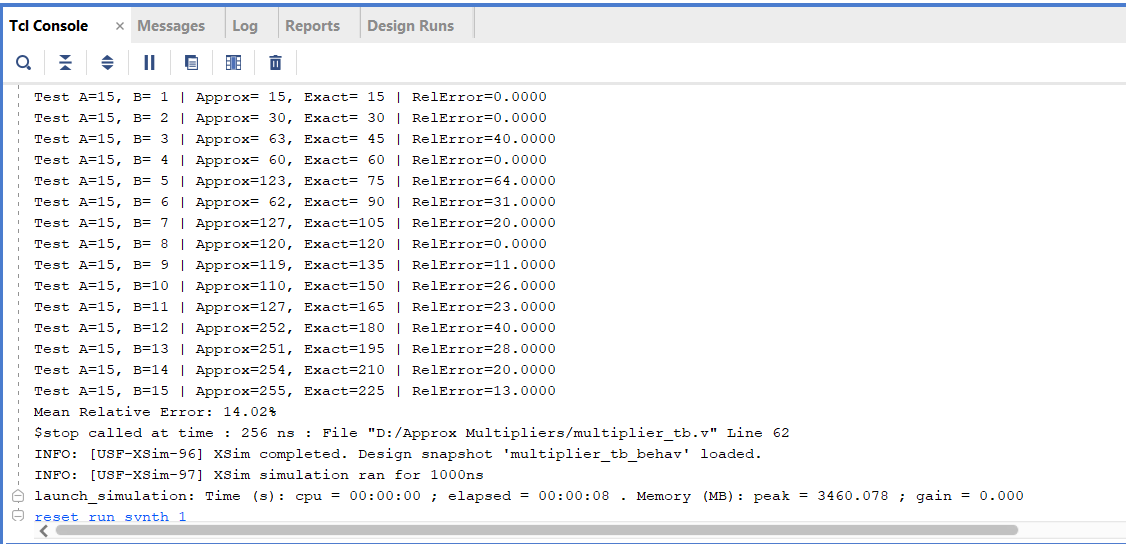 Tcl Console × Messages Log Reports Design Runs
Test A=15, B= 1 | Approx= 15, Exact= 15 | RelError=0.0000
Test A=15, B= 2 | Approx= 30, Exact= 30 | RelError=0.0000
Test A=15, B= 3 | Approx= 63, Exact= 45 | RelError=40.0000
Test A=15, B= 4 | Approx= 60, Exact= 60 | RelError=0.0000
Test A=15, B= 5 | Approx=123, Exact= 75 | RelError=64.0000
Test A=15, B= 6 | Approx= 62, Exact= 90 | RelError=31.0000
Test A=15, B= 7 | Approx=127, Exact=105 | RelError=20.0000
Test A=15, B= 8 | Approx=120, Exact=120 | RelError=0.0000
Test A=15, B= 9 | Approx=119, Exact=135 | RelError=11.0000
Test A=15, B=10 | Approx=110, Exact=150 | RelError=26.0000
Test A=15, B=11 | Approx=127, Exact=165 | RelError=23.0000
Test A=15, B=12 | Approx=252, Exact=180 | RelError=40.0000
Test A=15, B=13 | Approx=251, Exact=195 | RelError=28.0000
Test A=15, B=14 | Approx=254, Exact=210 | RelError=20.0000
Test A=15, B=15 | Approx=255, Exact=225 | RelError=13.0000
Mean Relative Error: 14.02%
$stop called at time : 256 ns : File "D:/Approx Multipliers/multiplier_tb.v" Line 62
INFO: [USF-XSim-96] XSim completed. Design snapshot 'multiplier_tb_behav' loaded.
INFO: [USF-XSim-97] XSim simulation ran for 1000ns
launch_simulation: Time (s): cpu = 00:00:00 ; elapsed = 00:00:08 . Memory (MB): peak = 3460.078 ; gain = 0.000
reset_run synth_1